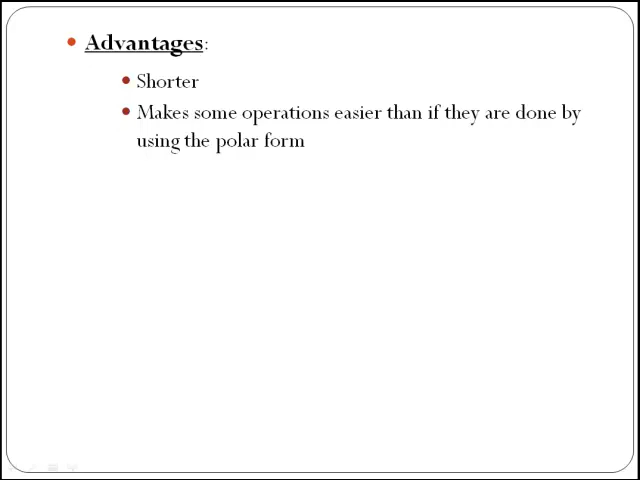 Advantages:
Shorter
Makes some operations easier than if they are done by
using the polar form